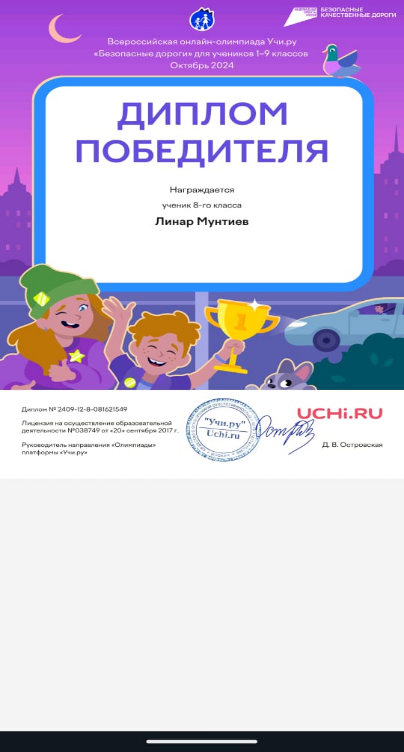 БЕЗОПАСНЫЕ
КАЧЕСТВЕННЫЕ ДОРОГИ
Всероссийская онлайн-олимпиада Учи.ру
«Безопасные дороги» для учеников 1–9 классов
Октябрь 2024
ДИПЛОМ
ПОБЕДИТЕЛЯ
Награждается
ученик 8-го класса
Линар Мунтиев
1
Диплом № 2409-12-8-081621549
Лицензия на осуществление образовательной
деятельности №038749 от «20» сентября 2017 г.
Руководитель направления «Олимпиады»
платформы «Учи.ру»
"Учи.ру"
Uchi.ru
UCHI.RU
Д. В. Островская